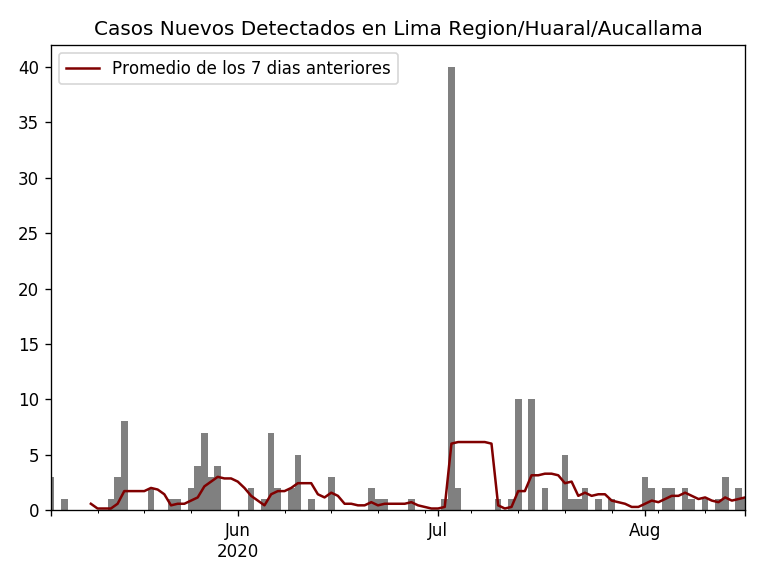 Casos Nuevos Detectados en Lima Region/Huaral/Aucallama
Promedio de los 7 dias anteriores
40
35
30
25
20
15
10
5
0
Jun
2020
Jul
Aug